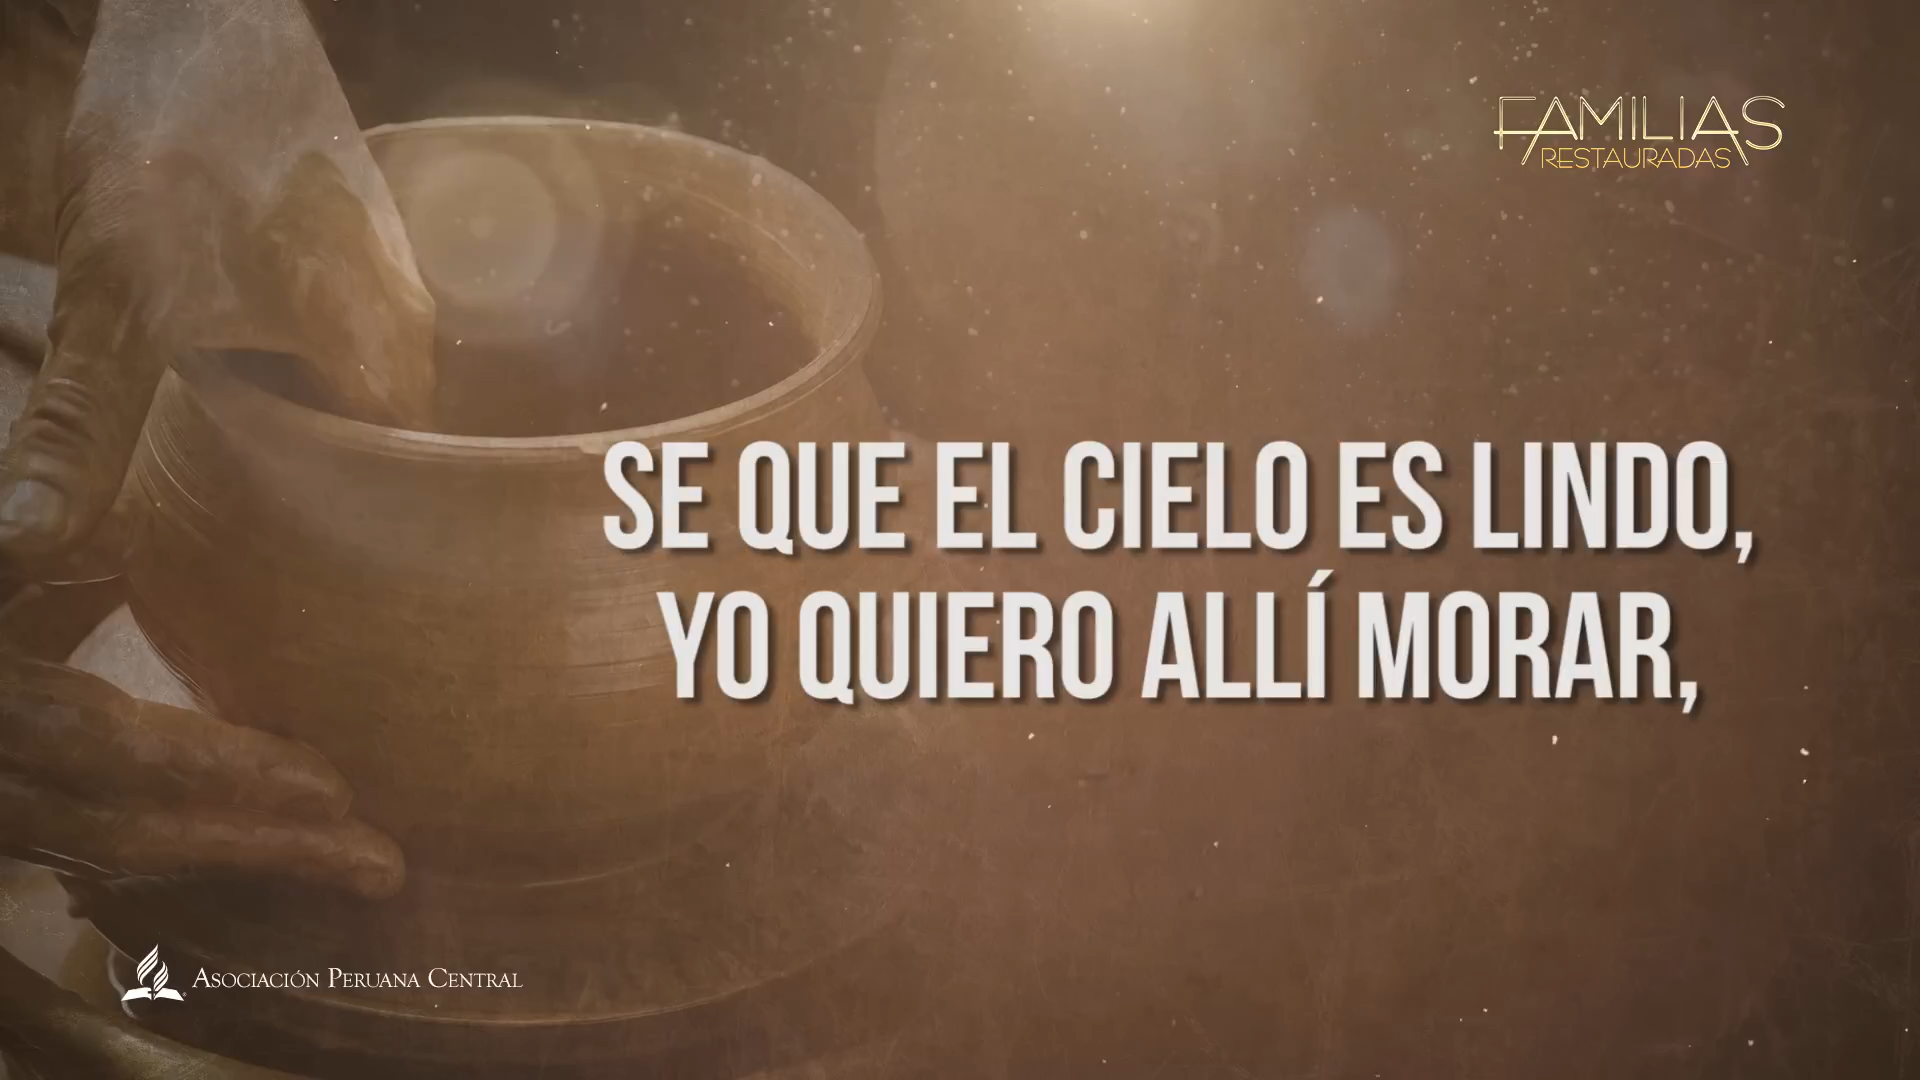 FAMILIAS
RESTAURADAS
SE QUE EL CIELO ES LINDO,
YO QUIERO ALLÍ MORAR,
ASOCIACIÓN PERUANA CENTRAL